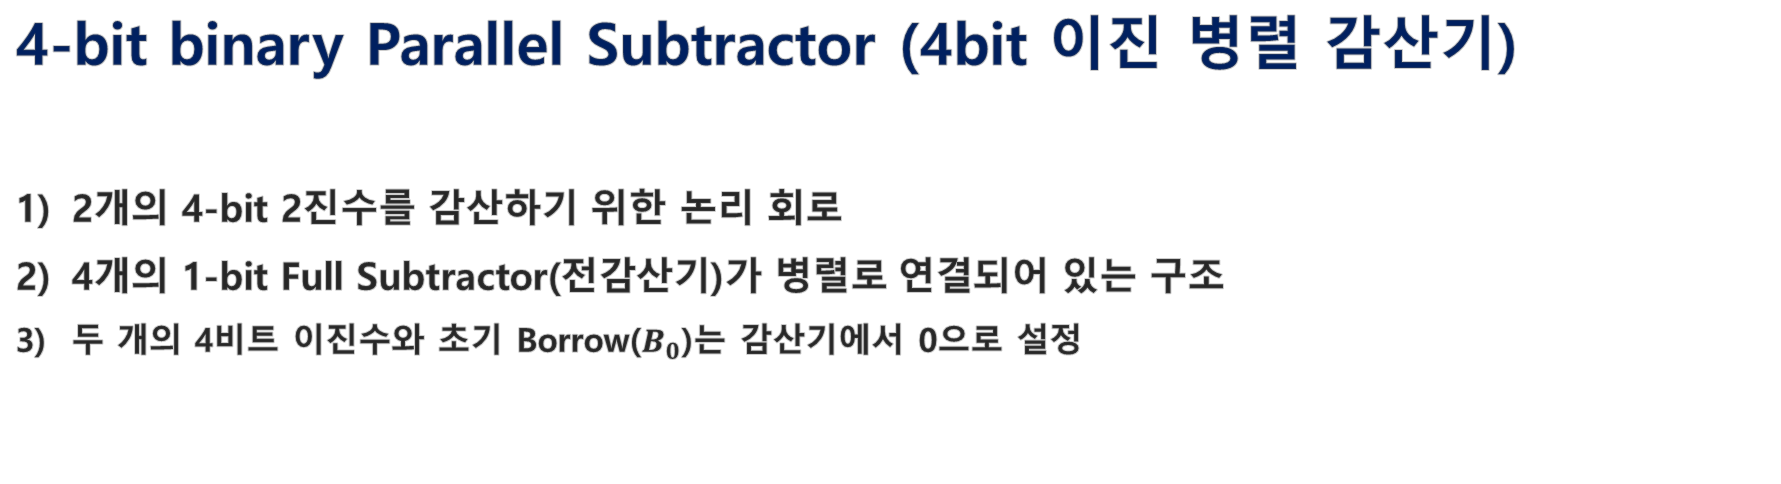 4-bit binary Parallel Subtractor (4bit 이진 병렬 감산기)
1) 2개의 4-bit 2진수를 감산하기 위한 논리 회로
2) 4개의 1-bit Full Subtractor(전감산기)가 병렬로 연결되어 있는 구조
3) 두 개의 4비트 이진수와 초기 Borrow(B₀)는 감산기에서 0으로 설정